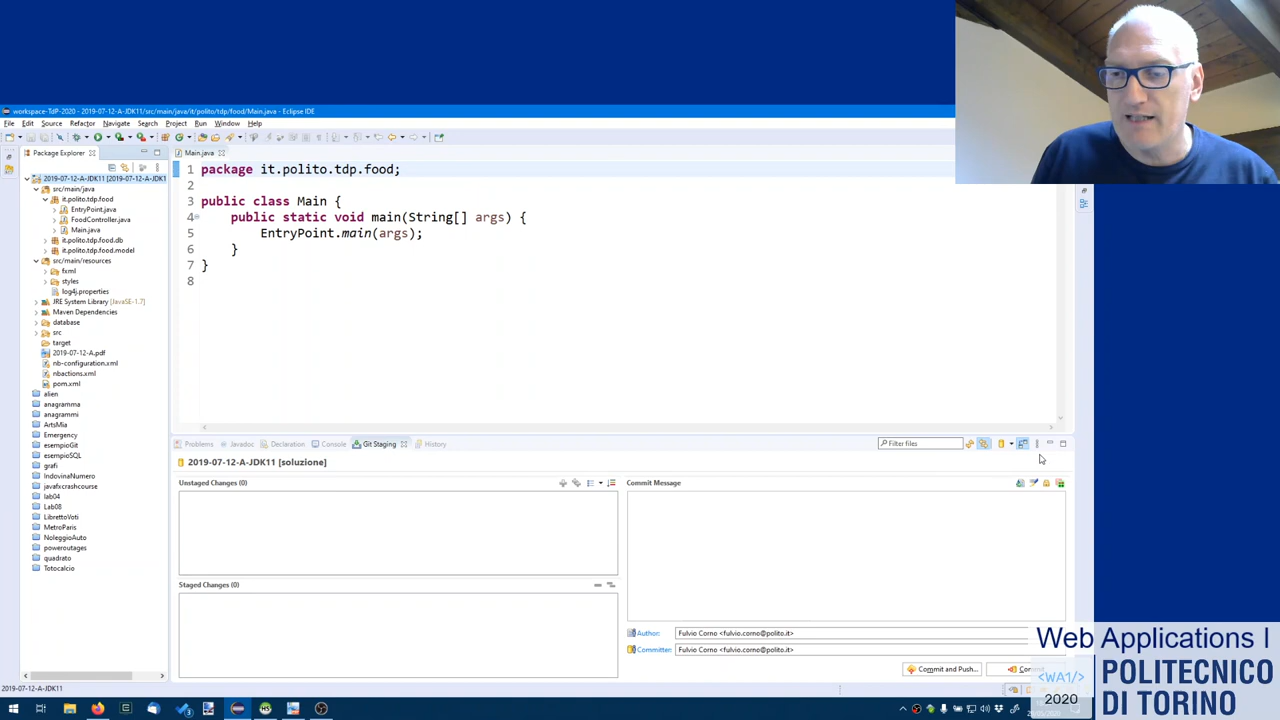 workspace-TdP-2020 - 2019-07-12-A-JDK11/src/main/java/it/polito/tdp/food/Main.java - Eclipse IDE
File Edit Source Refactor Navigate Search Project Run Window Help
Package Explorer
Main.java
2019-07-12-A-JDK11 [2019-07-12-A-JDK11
src/main/java
it.polito.tdp.food
EntryPoint.java
FoodController.java
Main.java
it.polito.tdp.food.db
it.polito.tdp.food.model
src/main/resources
fxml
styles
log4j.properties
JRE System Library [JavaSE-1.7]
Maven Dependencies
database
src
target
2019-07-12-A.pdf
nb-configuration.xml
nbactions.xml
pom.xml
alien
anagramma
anagrammi
ArtsMia
Emergency
esempioGit
esempioSQL
grafi
IndovinaNumero
javafxcrashcourse
lab04
Lab08
LibrettoVoti
MetroParis
NoleggioAuto
poweroutages
quadrato
Totocalcio
1 package it.polito.tdp.food;
2
3 public class Main {
4 public static void main(String[] args) {
5 EntryPoint.main(args);
6 }
7 }
8
Problems Javadoc Declaration Console Git Staging History
Filter files
2019-07-12-A-JDK11 [soluzione]
Unstaged Changes (0)
Commit Message
Staged Changes (0)
Author: Fulvio Corno <fulvio.corno@polito.it>
Committer: Fulvio Corno <fulvio.corno@polito.it>
Commit and Push...
2019-07-12-A-JDK11
Web Applications I
<WA1/>
2020
POLITECNICO
DI TORINO